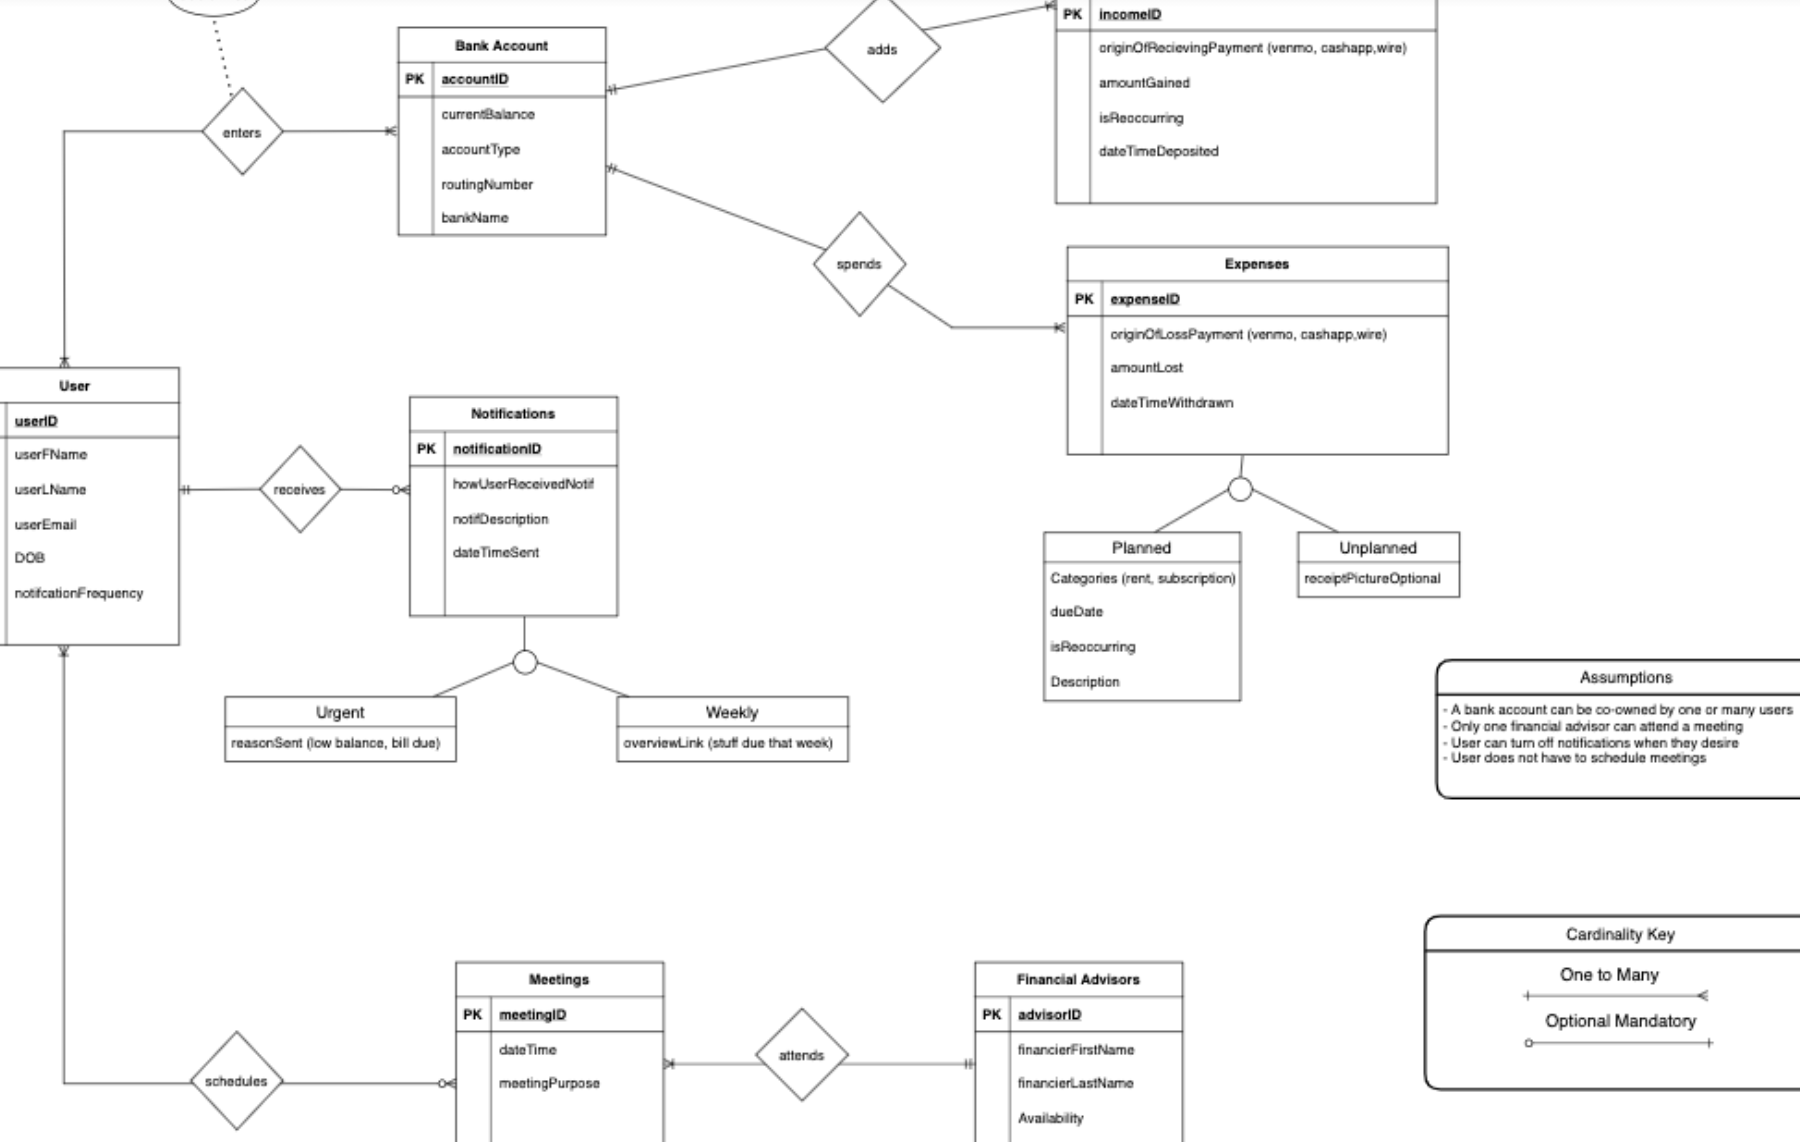 Bank Account
PK accountID
currentBalance
accountType
routingNumber
bankName
adds
PK incomeID
originOfRecievingPayment (venmo, cashapp,wire)
amountGained
isReoccurring
dateTimeDeposited
enters
spends
Expenses
PK expenseID
originOfLossPayment (venmo, cashapp,wire)
amountLost
dateTimeWithdrawn
User
userID
userFName
userLName
userEmail
DOB
notifcationFrequency
receives
Notifications
PK notificationID
howUserReceivedNotif
notifDescription
dateTimeSent
Planned
Categories (rent, subscription)
dueDate
isReoccurring
Description
Unplanned
receiptPictureOptional
Urgent
reasonSent (low balance, bill due)
Weekly
overviewLink (stuff due that week)
Assumptions
- A bank account can be co-owned by one or many users
- Only one financial advisor can attend a meeting
- User can turn off notifications when they desire
- User does not have to schedule meetings
Cardinality Key
One to Many
Optional Mandatory
schedules
Meetings
PK meetingID
dateTime
meetingPurpose
attends
Financial Advisors
PK advisorID
financierFirstName
financierLastName
Availability